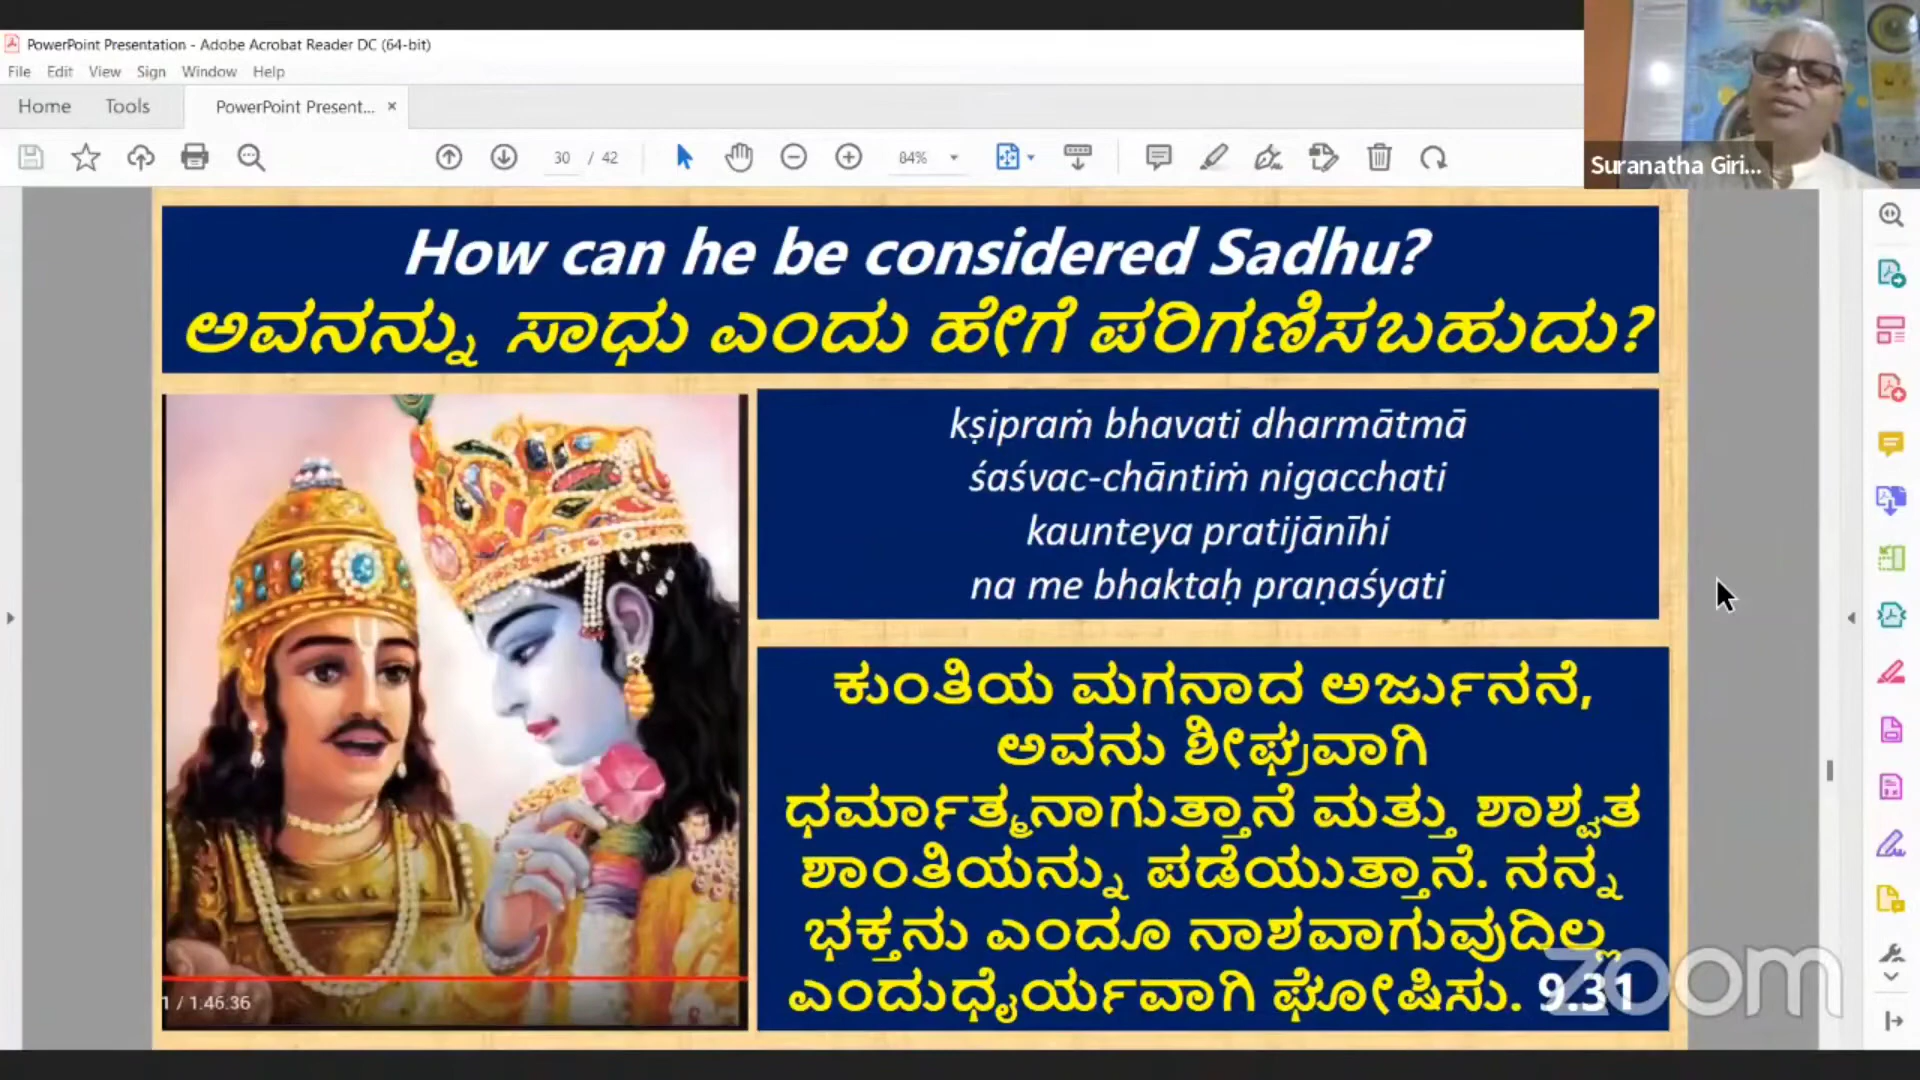 PowerPoint Presentation - Adobe Acrobat Reader DC (64-bit)
File Edit View Sign Window Help
Home Tools PowerPoint Present... ×
30 / 42 84%
Suranatha Giri...
How can he be considered Sadhu?
ಅವನನ್ನು ಸಾಧು ಎಂದು ಹೇಗೆ ಪರಿಗಣಿಸಬಹುದು?
kṣipraṁ bhavati dharmātmā
śaśvac-chāntiṁ nigacchati
kaunteya pratijānīhi
na me bhaktaḥ praṇaśyati
ಕುಂತಿಯ ಮಗನಾದ ಅರ್ಜುನನೆ,
ಅವನು ಶೀಘ್ರವಾಗಿ
ಧರ್ಮಾತ್ಮನಾಗುತ್ತಾನೆ ಮತ್ತು ಶಾಶ್ವತ
ಶಾಂತಿಯನ್ನು ಪಡೆಯುತ್ತಾನೆ. ನನ್ನ
ಭಕ್ತನು ಎಂದೂ ನಾಶವಾಗುವುದಿಲ್ಲ
ಎಂದುಧೈರ್ಯವಾಗಿ ಘೋಷಿಸು. 9.31
1 / 1.46.36
zoom